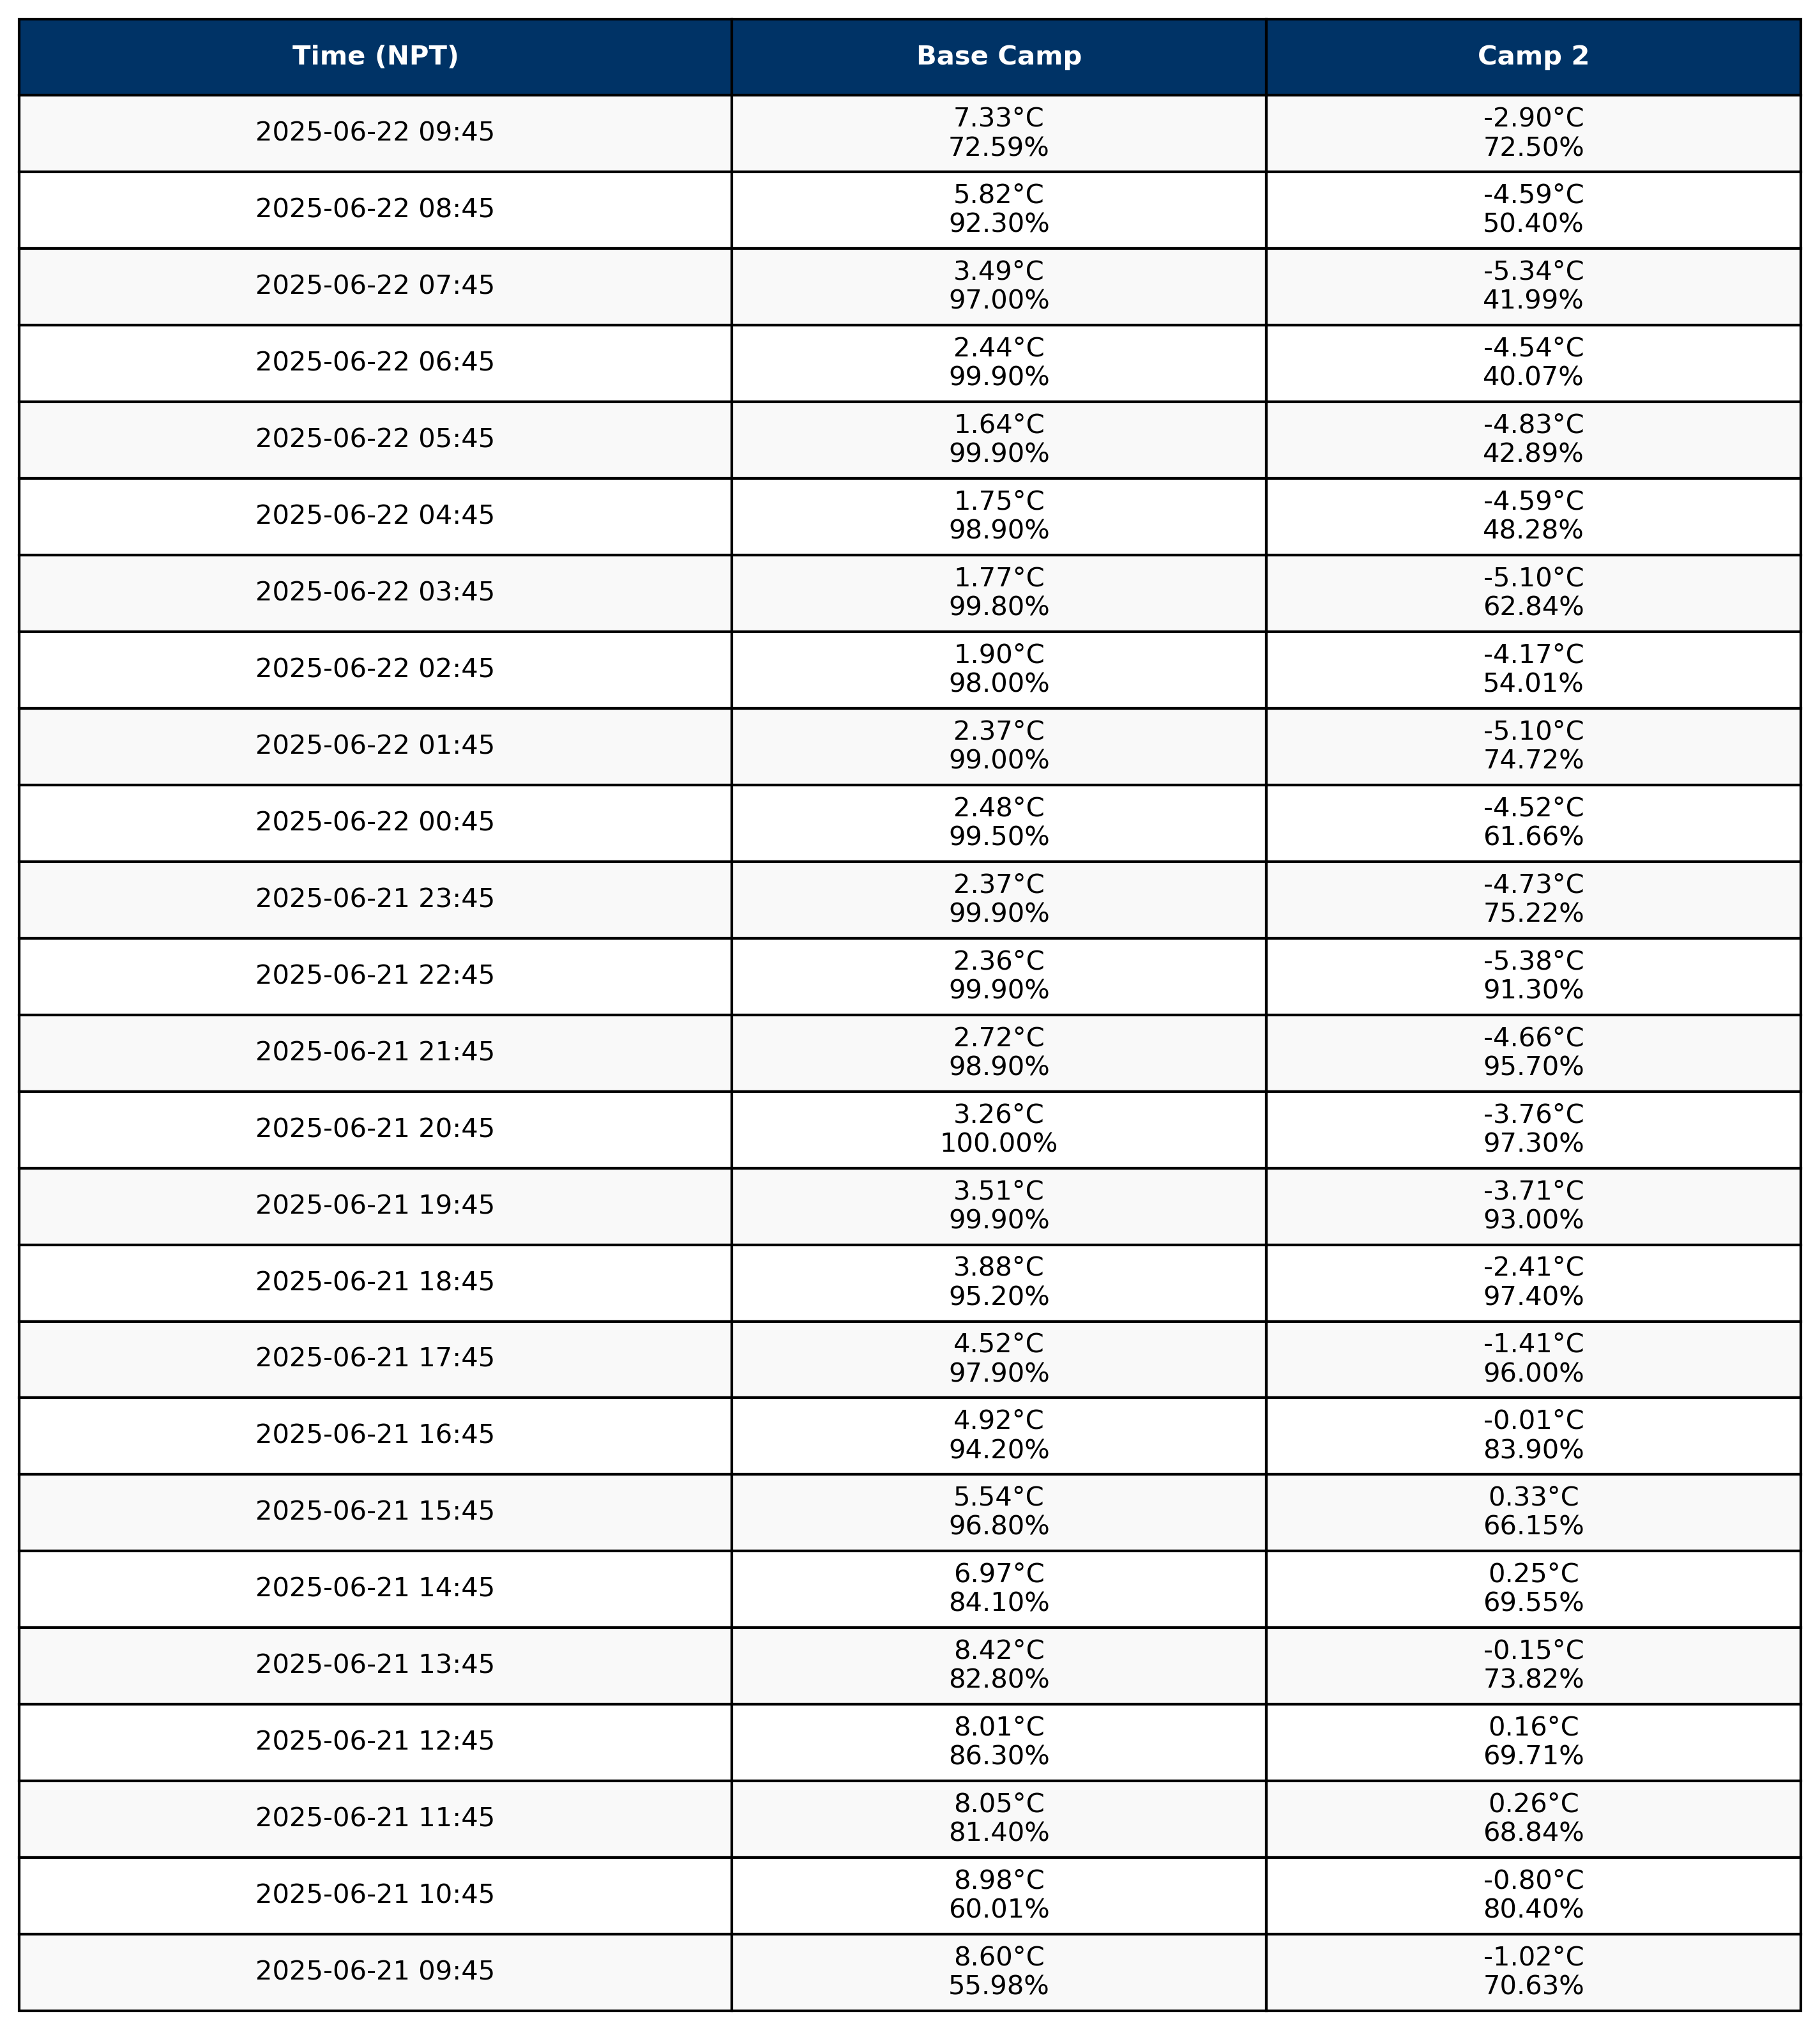 Time (NPT) Base Camp Camp 2
2025-06-22 09:45 7.33°C -2.90°C
72.59% 72.50%
2025-06-22 08:45 5.82°C -4.59°C
92.30% 50.40%
2025-06-22 07:45 3.49°C -5.34°C
97.00% 41.99%
2025-06-22 06:45 2.44°C -4.54°C
99.90% 40.07%
2025-06-22 05:45 1.64°C -4.83°C
99.90% 42.89%
2025-06-22 04:45 1.75°C -4.59°C
98.90% 48.28%
2025-06-22 03:45 1.77°C -5.10°C
99.80% 62.84%
2025-06-22 02:45 1.90°C -4.17°C
98.00% 54.01%
2025-06-22 01:45 2.37°C -5.10°C
99.00% 74.72%
2025-06-22 00:45 2.48°C -4.52°C
99.50% 61.66%
2025-06-21 23:45 2.37°C -4.73°C
99.90% 75.22%
2025-06-21 22:45 2.36°C -5.38°C
99.90% 91.30%
2025-06-21 21:45 2.72°C -4.66°C
98.90% 95.70%
2025-06-21 20:45 3.26°C -3.76°C
100.00% 97.30%
2025-06-21 19:45 3.51°C -3.71°C
99.90% 93.00%
2025-06-21 18:45 3.88°C -2.41°C
95.20% 97.40%
2025-06-21 17:45 4.52°C -1.41°C
97.90% 96.00%
2025-06-21 16:45 4.92°C -0.01°C
94.20% 83.90%
2025-06-21 15:45 5.54°C 0.33°C
96.80% 66.15%
2025-06-21 14:45 6.97°C 0.25°C
84.10% 69.55%
2025-06-21 13:45 8.42°C -0.15°C
82.80% 73.82%
2025-06-21 12:45 8.01°C 0.16°C
86.30% 69.71%
2025-06-21 11:45 8.05°C 0.26°C
81.40% 68.84%
2025-06-21 10:45 8.98°C -0.80°C
60.01% 80.40%
2025-06-21 09:45 8.60°C -1.02°C
55.98% 70.63%